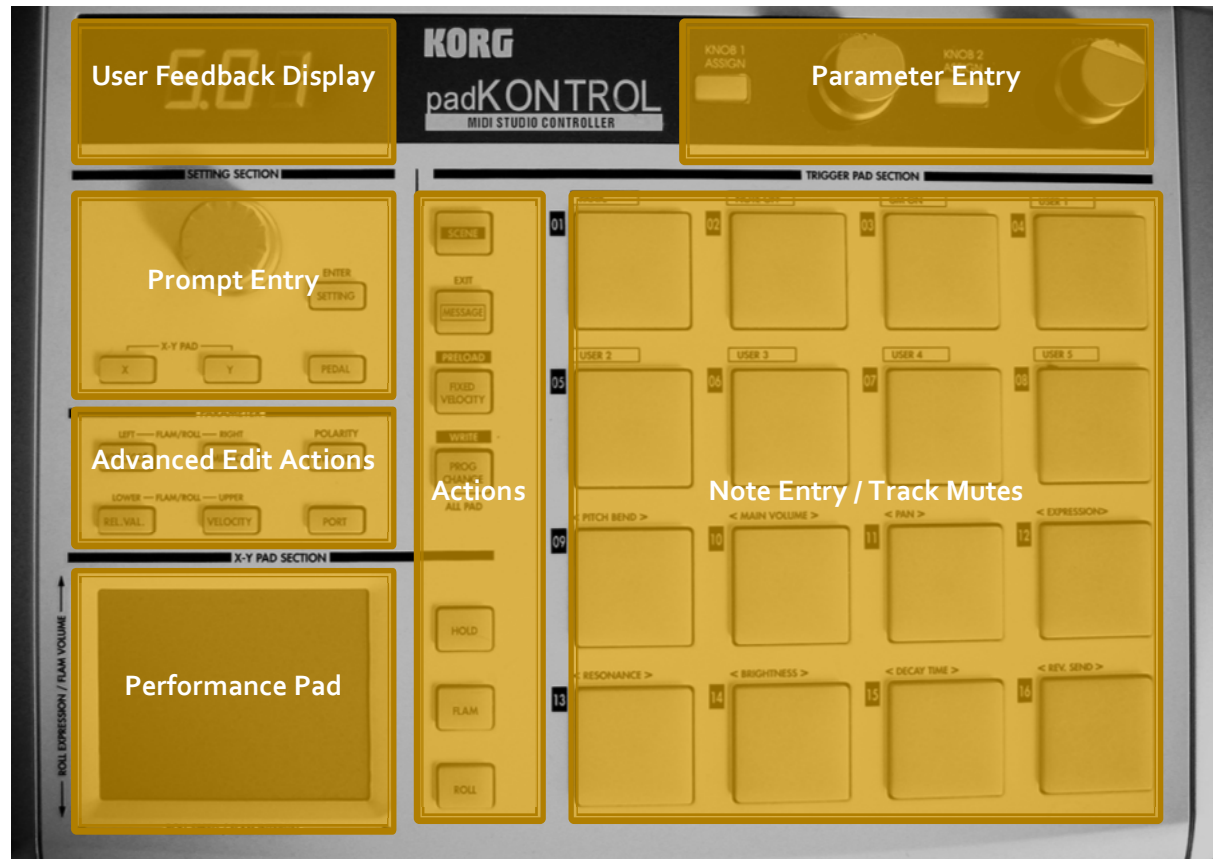 User Feedback Display
KORG
padKONTROL
MIDI STUDIO CONTROLLER
KNOB 1
ASSIGN
KNOB 2
Parameter Entry
SETTING SECTION
TRIGGER PAD SECTION
Prompt Entry
ENTER
SETTING
X-Y PAD
X
Y
PEDAL
LEFT — FLAM/ROLL — RIGHT
POLARITY
Advanced Edit Actions
LOWER — FLAM/ROLL — UPPER
REL.VAL.
VELOCITY
PORT
X-Y PAD SECTION
ROLL EXPRESSION / FLAM VOLUME
Performance Pad
SCENE
EXIT
MESSAGE
PRELOAD
FIXED
VELOCITY
WRITE
PROG
CHANGE
Actions
ALL PAD
HOLD
FLAM
ROLL
Note Entry / Track Mutes
USER 1
01
02
03
04
USER 2
USER 3
USER 4
USER 5
05
06
07
08
< PITCH BEND >
< MAIN VOLUME >
< PAN >
< EXPRESSION>
09
10
11
12
< RESONANCE >
< BRIGHTNESS >
< DECAY TIME >
< REV. SEND >
13
14
15
16